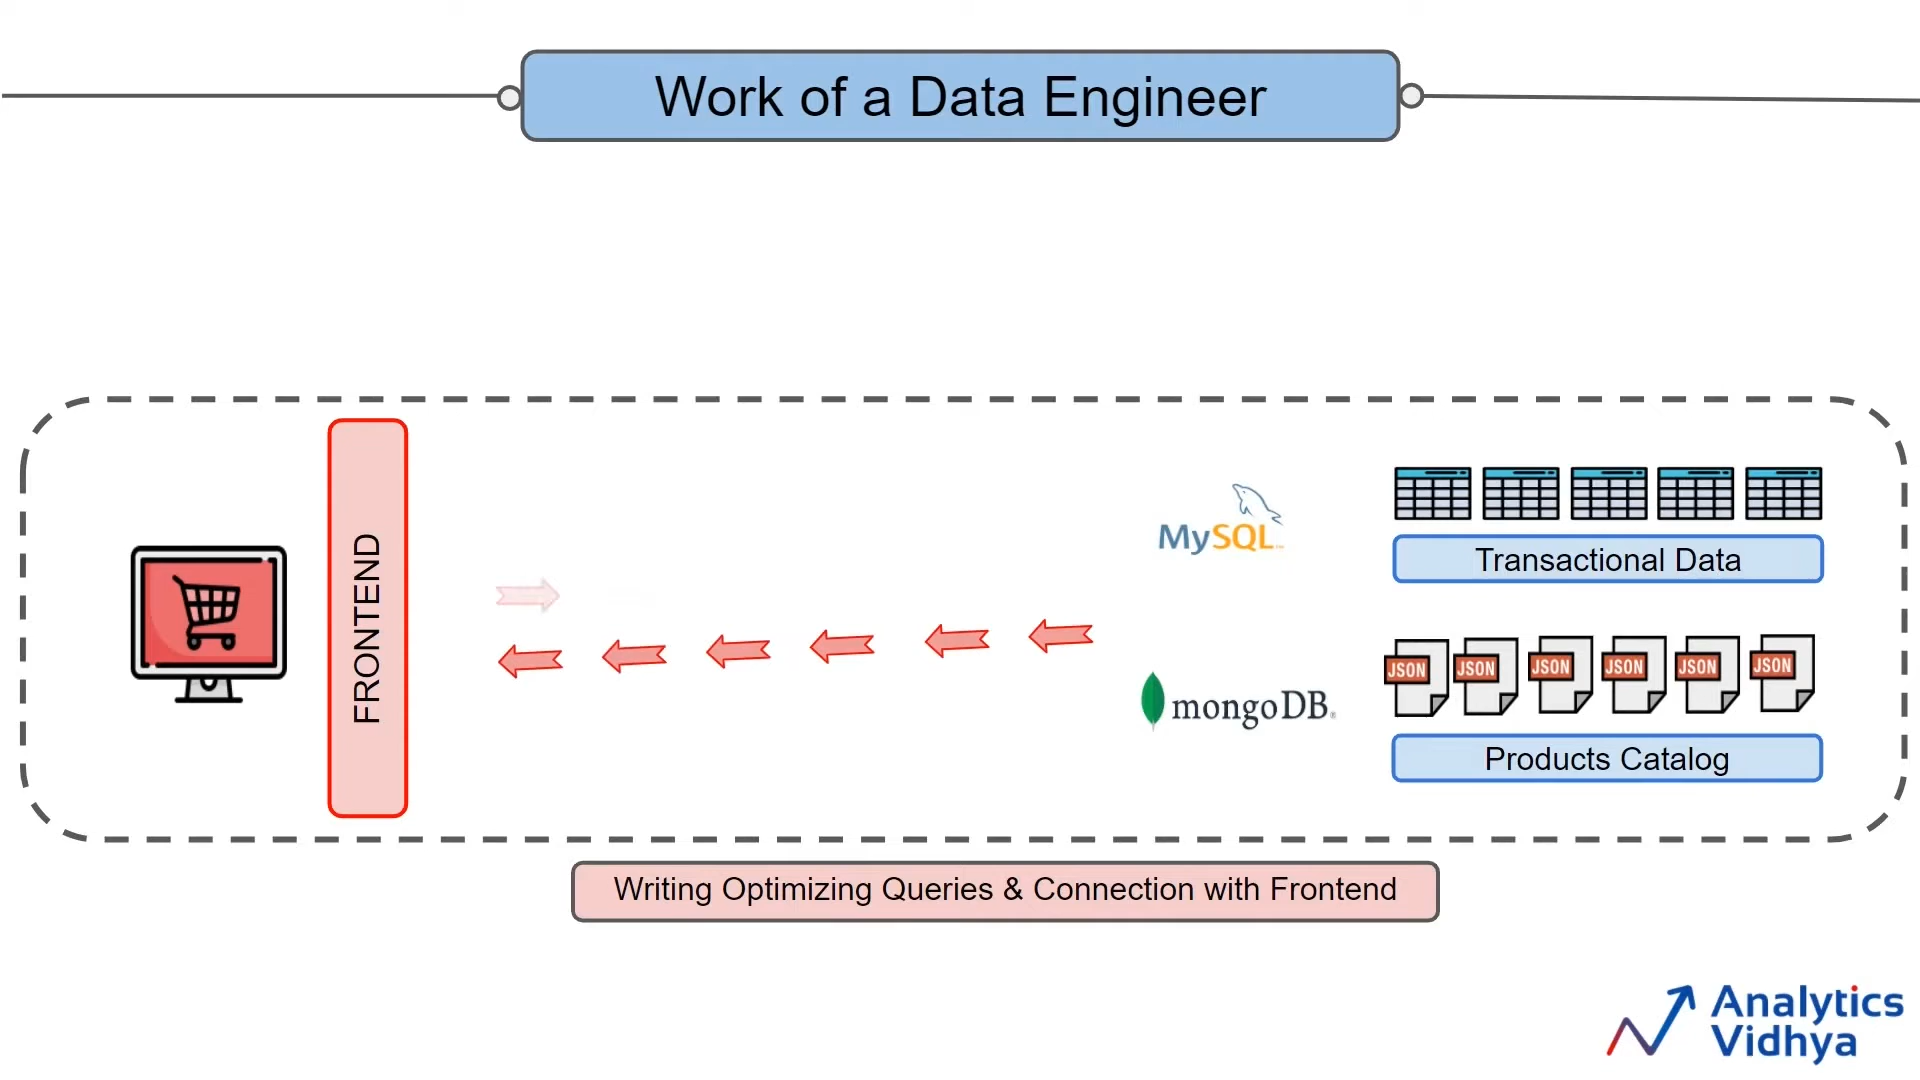 Work of a Data Engineer
FRONTEND
MySQL
Transactional Data
JSON JSON JSON JSON JSON JSON
mongoDB
Products Catalog
Writing Optimizing Queries & Connection with Frontend
Analytics
Vidhya